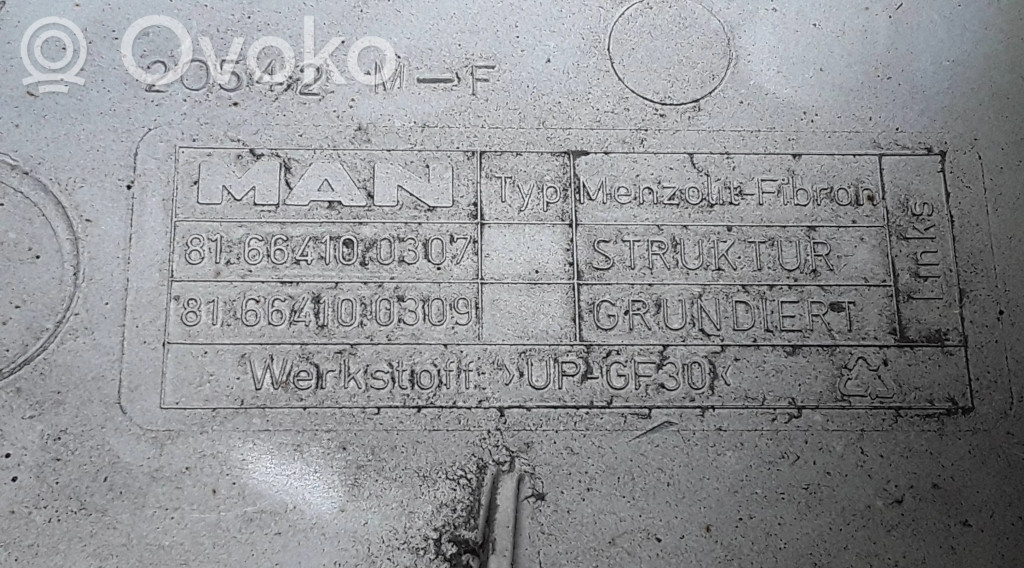 Ovoko
20542 M-F
MAN Typ Menzolit-Fibron Links
81.66410.0307 STRUKTUR
81.66410.0309 GRUNDIERT
Werkstoff: >UP-GF30<